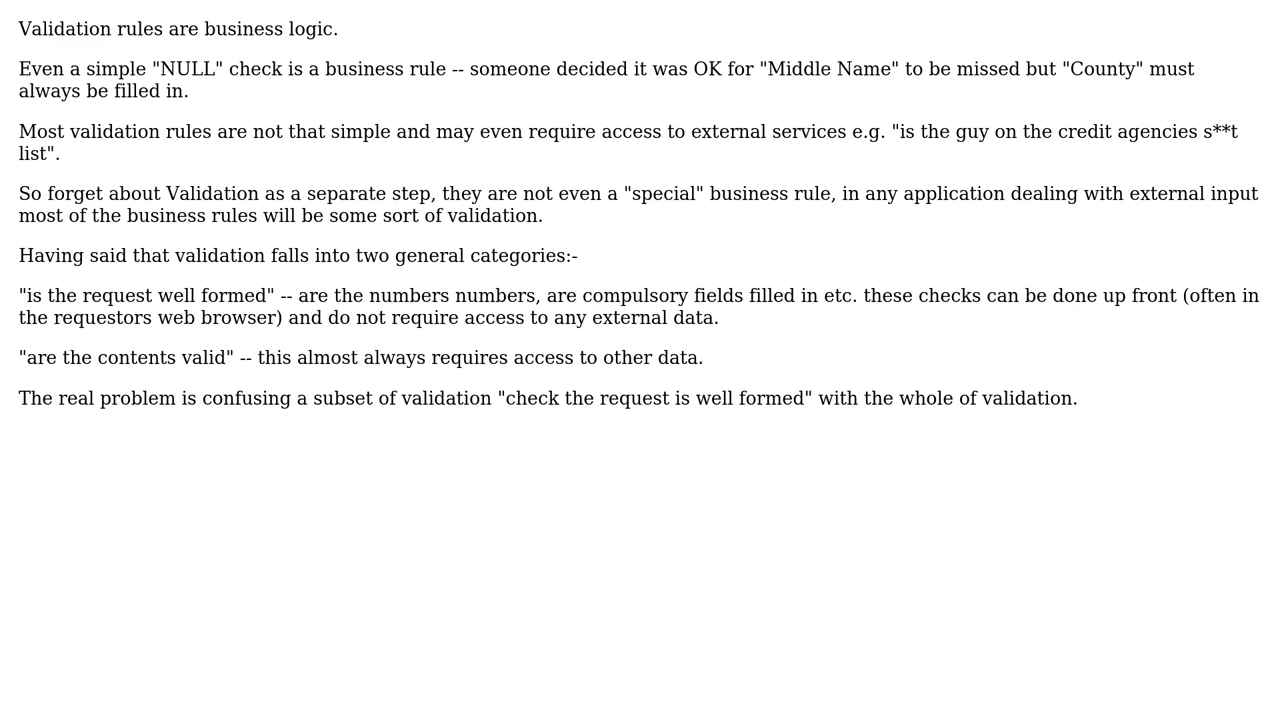 Validation rules are business logic.
Even a simple "NULL" check is a business rule -- someone decided it was OK for "Middle Name" to be missed but "County" must
always be filled in.
Most validation rules are not that simple and may even require access to external services e.g. "is the guy on the credit agencies s**t
list".
So forget about Validation as a separate step, they are not even a "special" business rule, in any application dealing with external input
most of the business rules will be some sort of validation.
Having said that validation falls into two general categories:-
"is the request well formed" -- are the numbers numbers, are compulsory fields filled in etc. these checks can be done up front (often in
the requestors web browser) and do not require access to any external data.
"are the contents valid" -- this almost always requires access to other data.
The real problem is confusing a subset of validation "check the request is well formed" with the whole of validation.